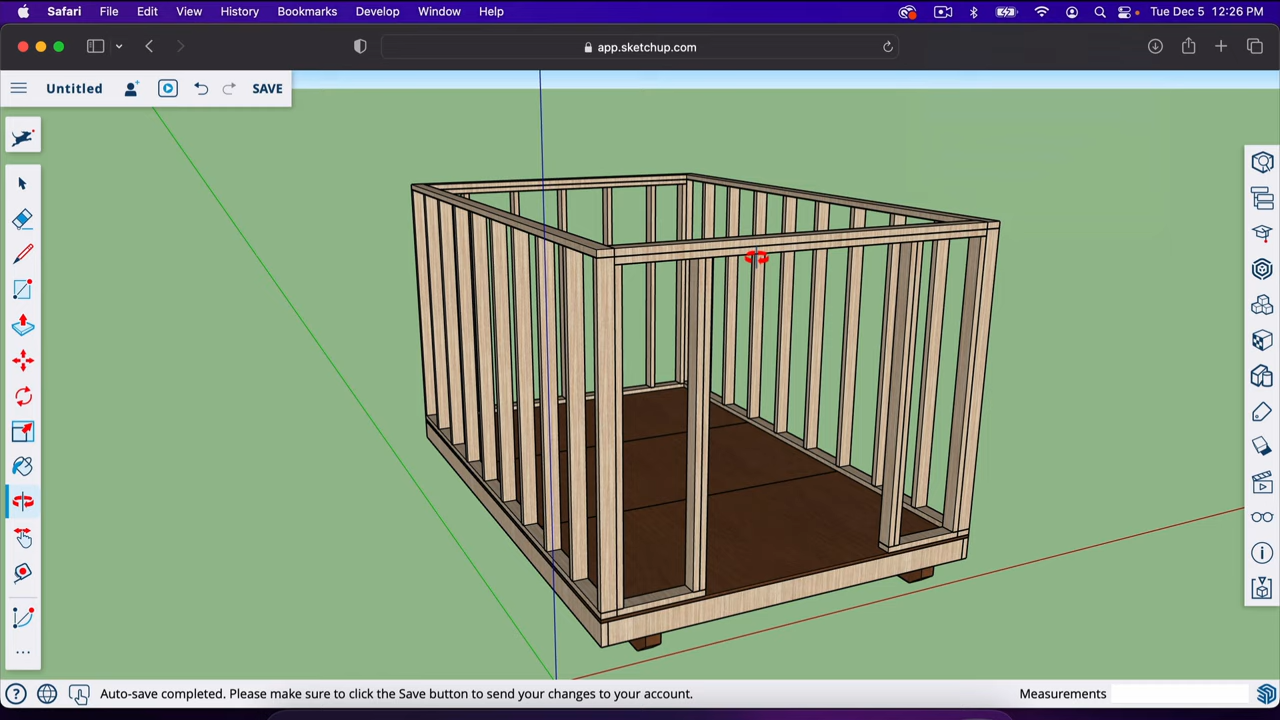 Safari File Edit View History Bookmarks Develop Window Help Tue Dec 5 12:26 PM
app.sketchup.com
Untitled SAVE
Auto-save completed. Please make sure to click the Save button to send your changes to your account. Measurements